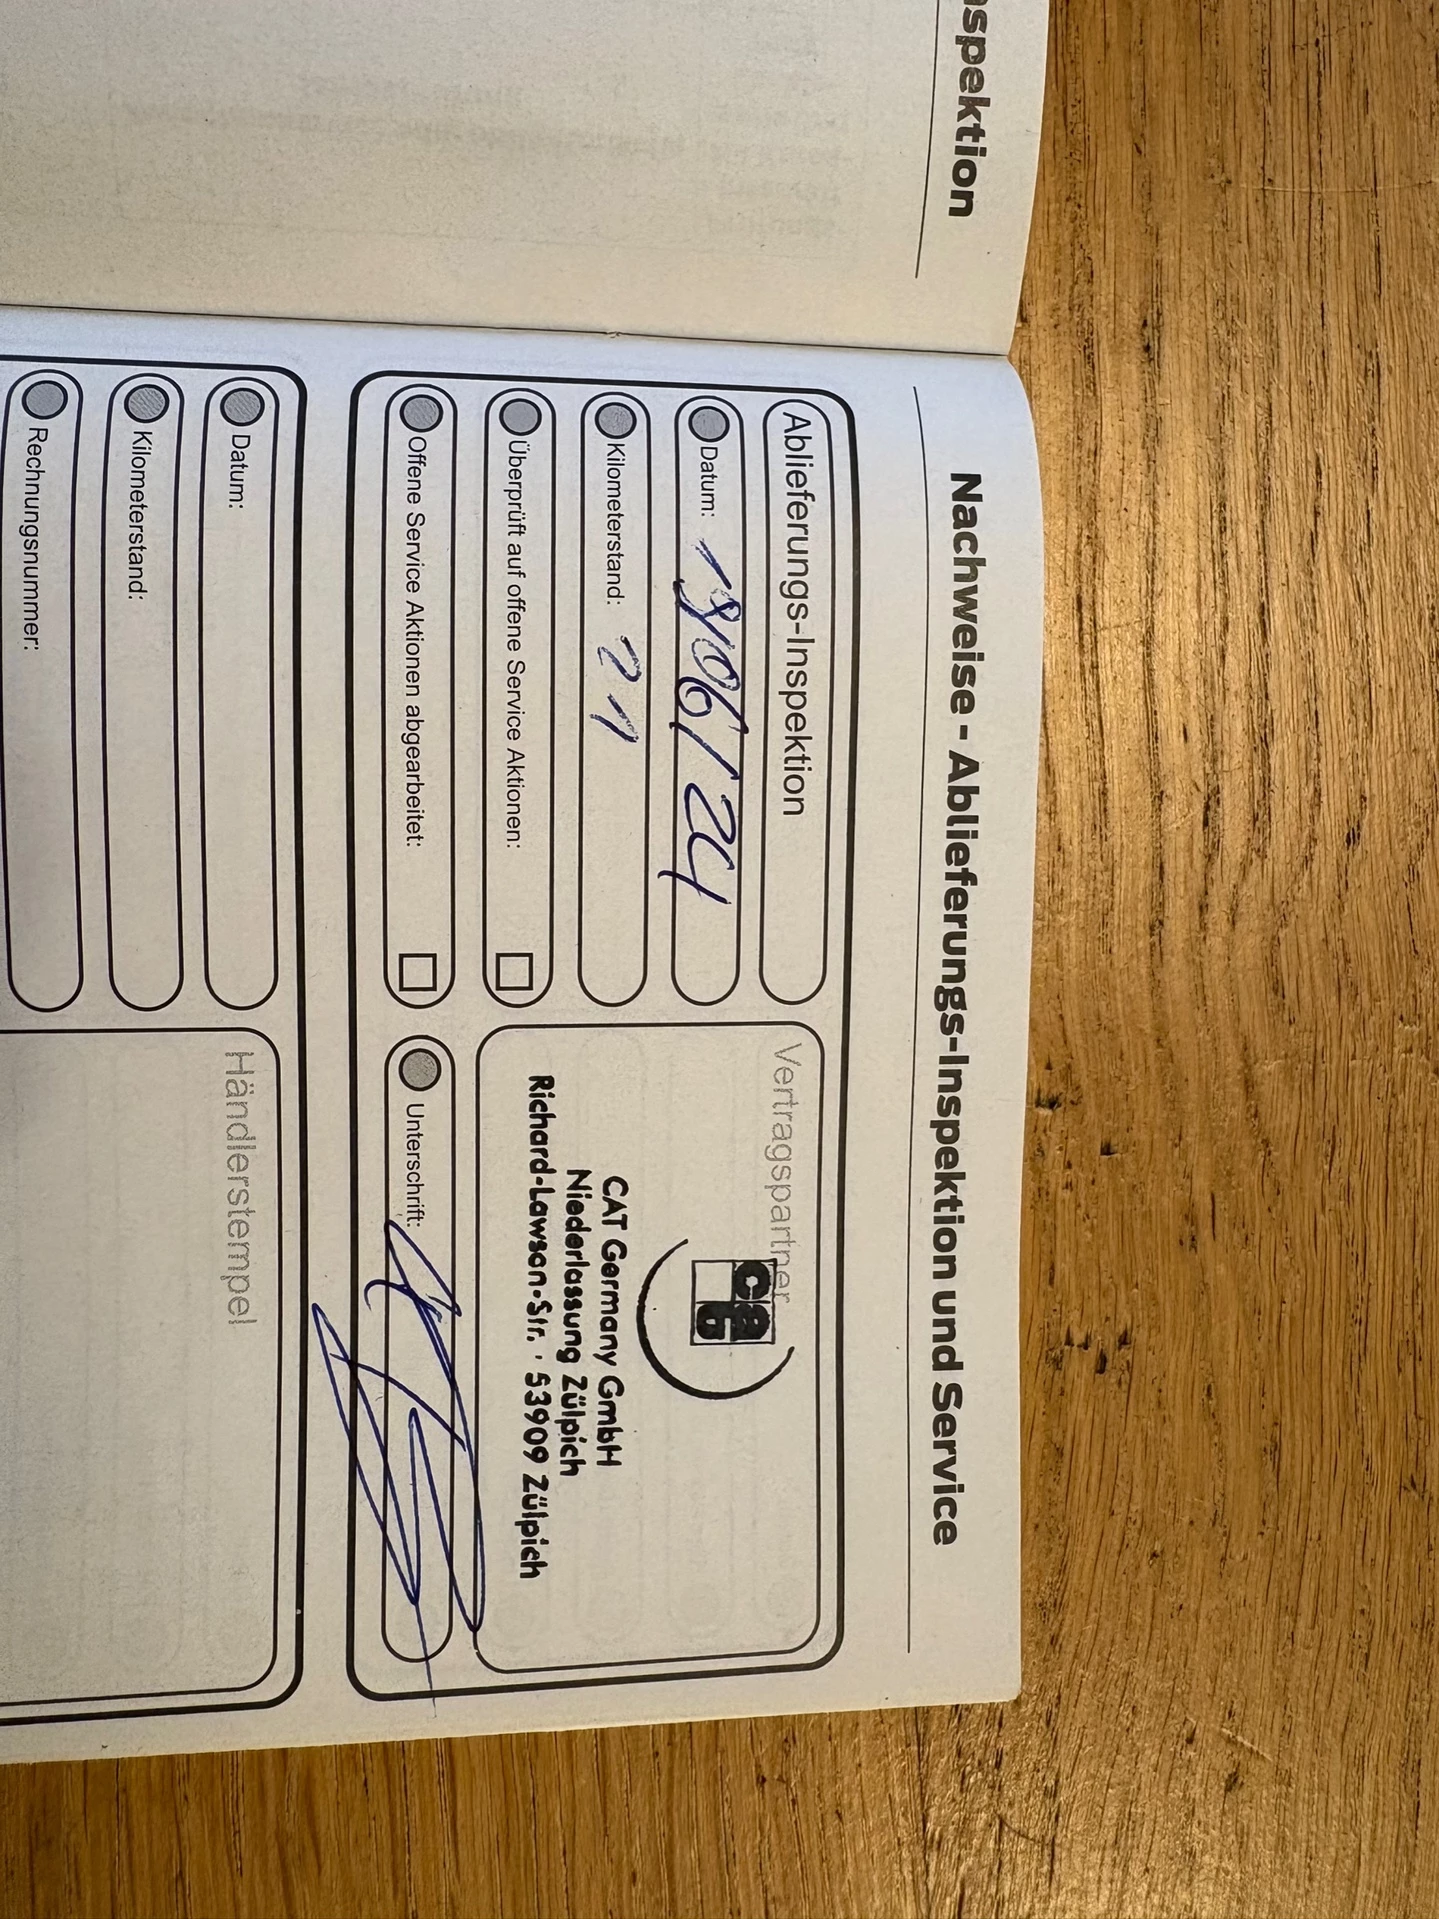 nspektion
Nachweise - Ablieferungs-Inspektion und Service
Ablieferungs-Inspektion
Datum: 18/06/24
Kilometerstand: 21
Überprüft auf offene Service Aktionen:
Offene Service Aktionen abgearbeitet:
Vertragspartner
cat
CAT Germany GmbH
Niederlassung Zülpich
Richard-Lawson-Str. · 53909 Zülpich
Unterschrift:
Datum:
Kilometerstand:
Rechnungsnummer:
Händlerstempel